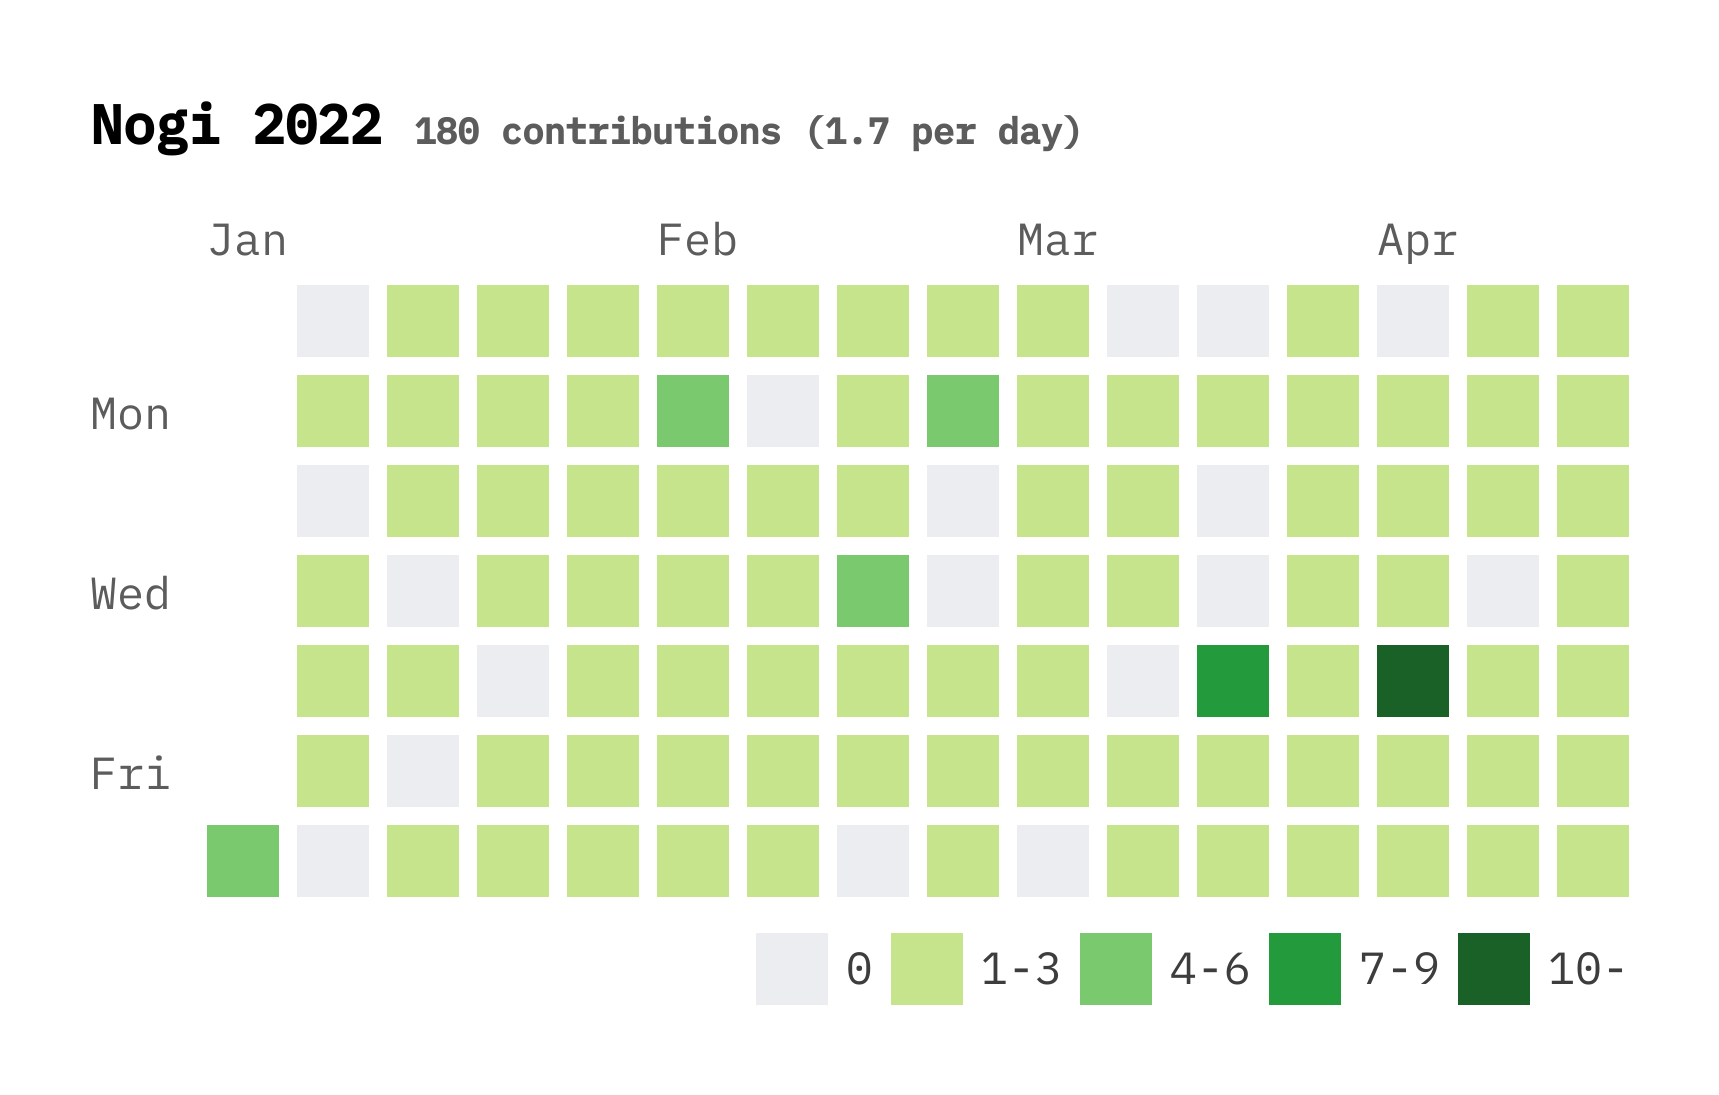 Nogi 2022 180 contributions (1.7 per day)
Jan Feb Mar Apr
Mon
Wed
Fri
0 1-3 4-6 7-9 10-